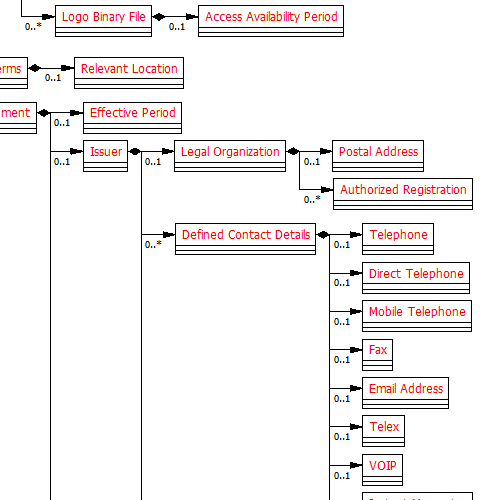 Logo Binary File
Access Availability Period
0..*
0..1
erms
Relevant Location
0..1
ment
Effective Period
0..1
Issuer
Legal Organization
Postal Address
0..1
0..1
0..1
Authorized Registration
0..*
Defined Contact Details
Telephone
0..*
0..1
Direct Telephone
0..1
Mobile Telephone
0..1
Fax
0..1
Email Address
0..1
Telex
0..1
VOIP
0..1